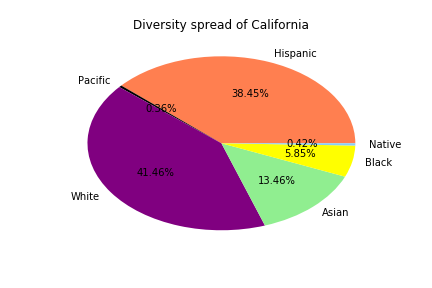 Diversity spread of California
Hispanic
38.45%
Pacific
0.36%
White
41.46%
Asian
13.46%
Black
5.85%
Native
0.42%